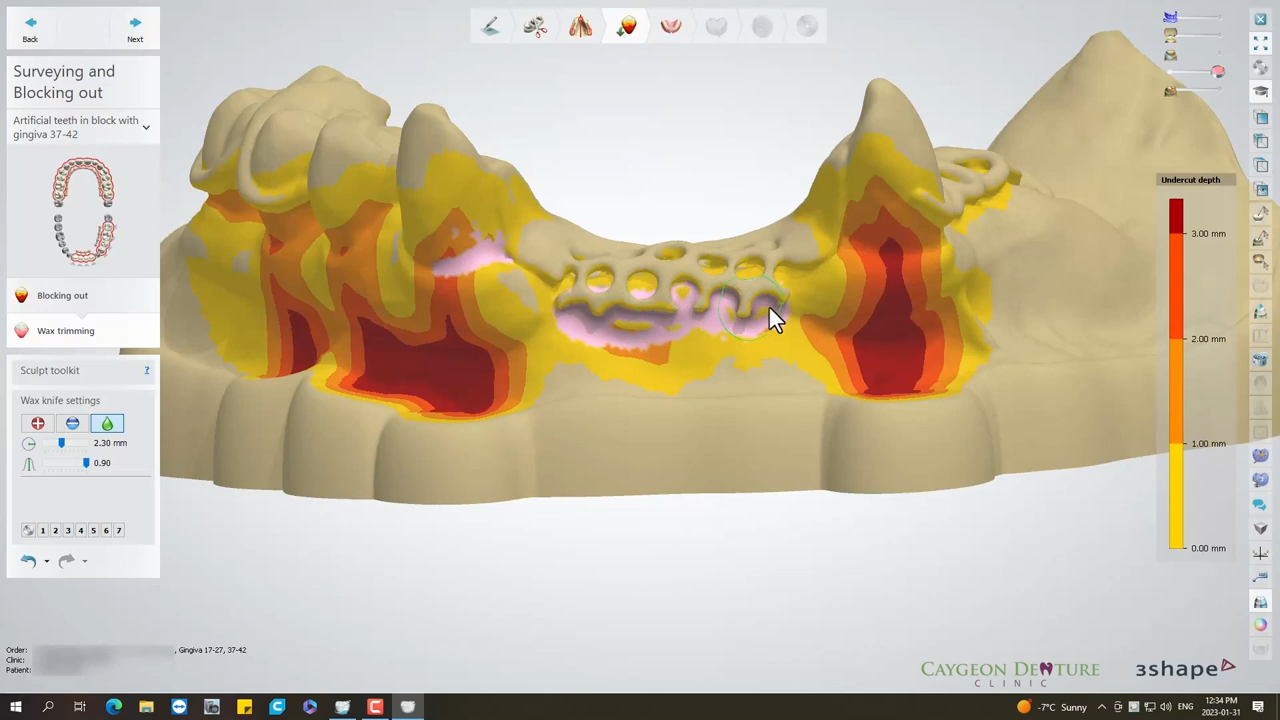 Back
Next
Surveying and
Blocking out
Artificial teeth in block with
gingiva 37-42
Blocking out
Wax trimming
Sculpt toolkit
?
Wax knife settings
2.30 mm
0.90
1 2 3 4 5 6 7
Order: , Gingiva 17-27, 37-42
Clinic:
Patient:
Undercut depth
3.00 mm
2.00 mm
1.00 mm
0.00 mm
CAYGEON DENTURE
CLINIC
3shape
-7°C Sunny
ENG
12:34 PM
2023-01-31